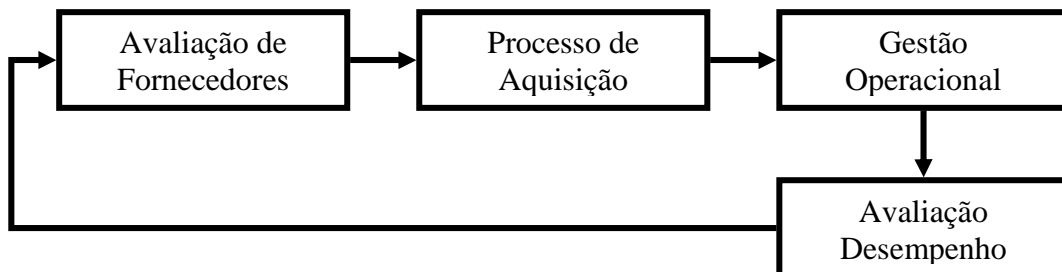 Avaliação de
Fornecedores
Processo de
Aquisição
Gestão
Operacional
Avaliação
Desempenho